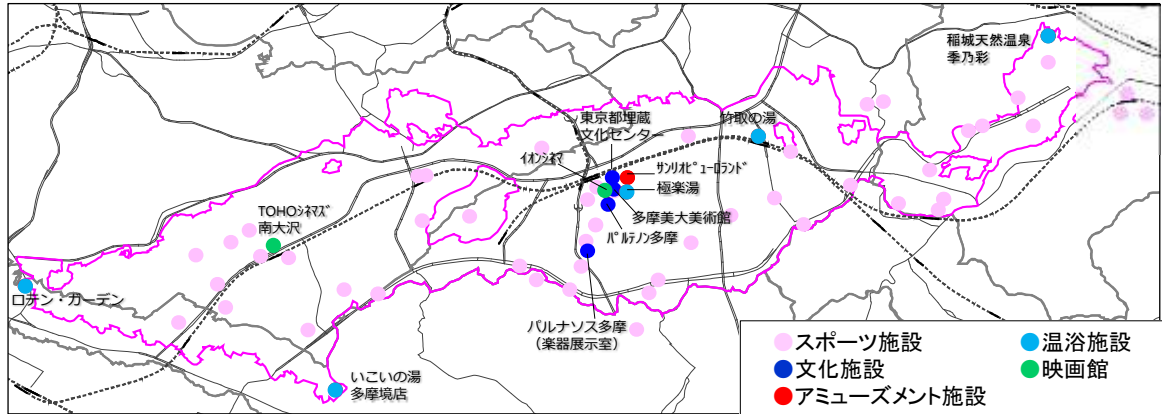 稲城天然温泉
季乃彩
東京都埋蔵
文化センター
竹取の湯
イオンシネマ
サンリオピューロランド
極楽湯
多摩美大美術館
パルテノン多摩
TOHOシネマズ
南大沢
ロテン・ガーデン
パルナソス多摩
（楽器展示室）
いこいの湯
多摩境店
スポーツ施設
温浴施設
文化施設
映画館
アミューズメント施設